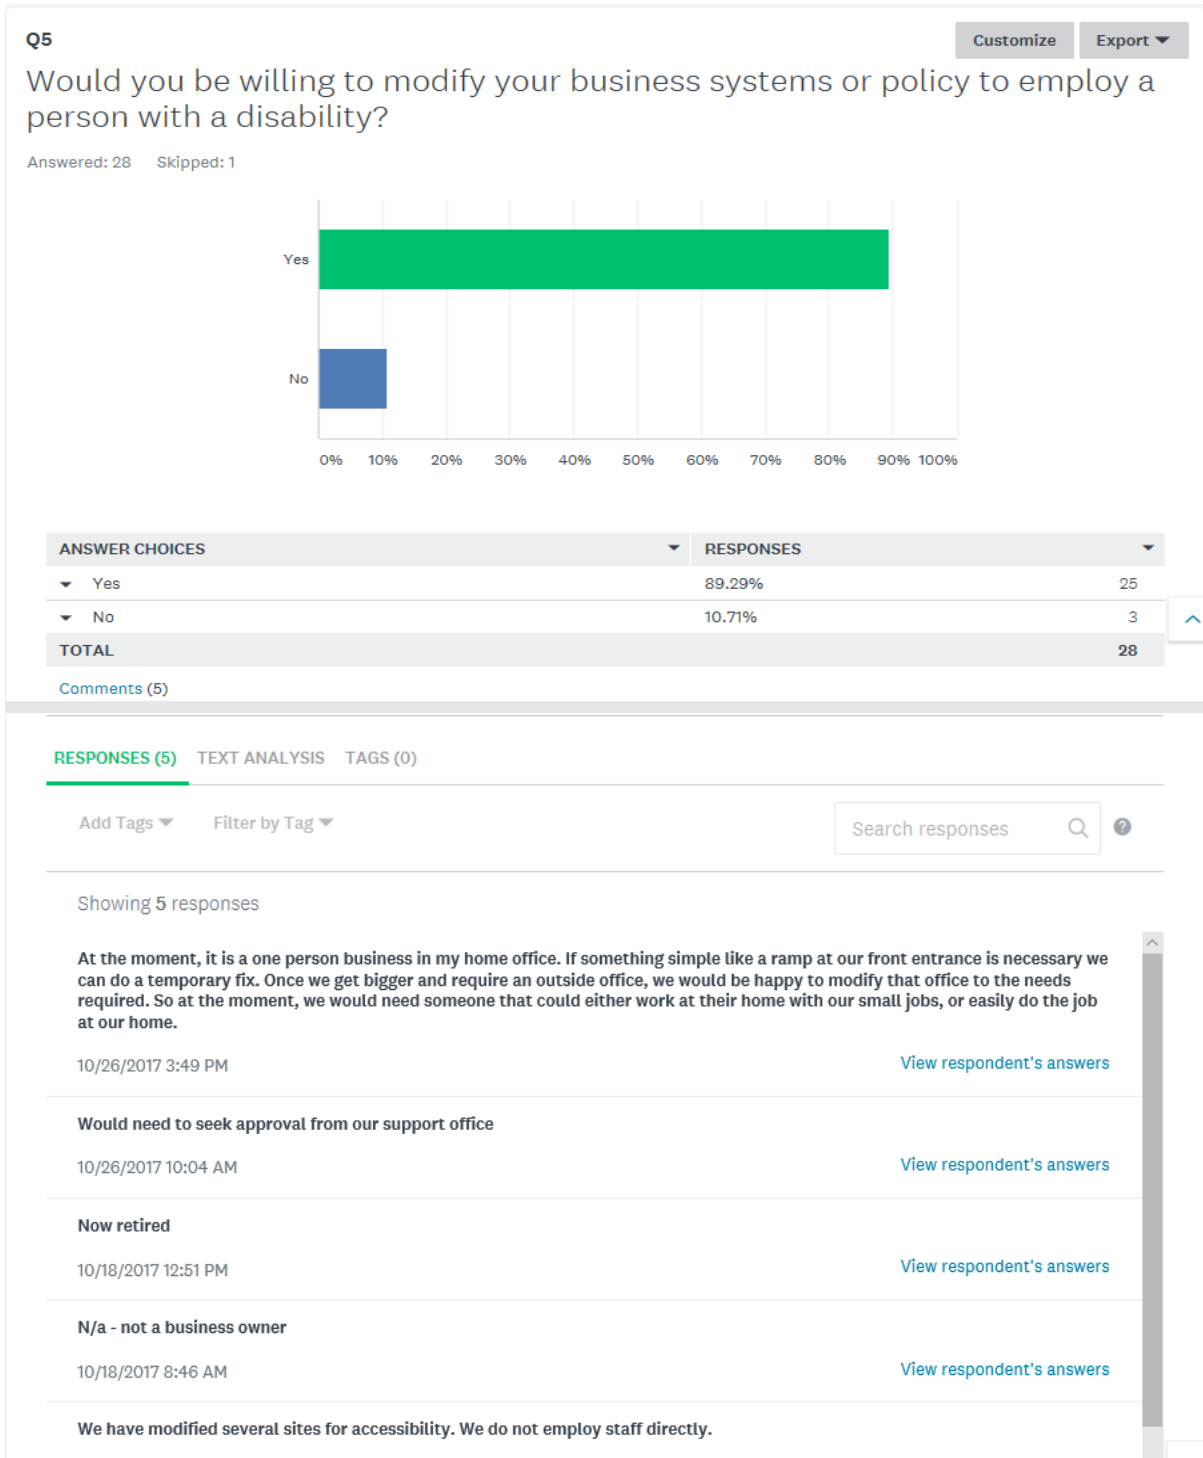 Q5
Customize
Export
Would you be willing to modify your business systems or policy to employ a
person with a disability?
Answered: 28 Skipped: 1
Yes
No
0% 10% 20% 30% 40% 50% 60% 70% 80% 90% 100%
ANSWER CHOICES RESPONSES
Yes 89.29% 25
No 10.71% 3
TOTAL 28
Comments (5)
RESPONSES (5) TEXT ANALYSIS TAGS (0)
Add Tags Filter by Tag Search responses ?
Showing 5 responses
At the moment, it is a one person business in my home office. If something simple like a ramp at our front entrance is necessary we
can do a temporary fix. Once we get bigger and require an outside office, we would be happy to modify that office to the needs
required. So at the moment, we would need someone that could either work at their home with our small jobs, or easily do the job
at our home.
10/26/2017 3:49 PM View respondent's answers
Would need to seek approval from our support office
10/26/2017 10:04 AM View respondent's answers
Now retired
10/18/2017 12:51 PM View respondent's answers
N/a - not a business owner
10/18/2017 8:46 AM View respondent's answers
We have modified several sites for accessibility. We do not employ staff directly.